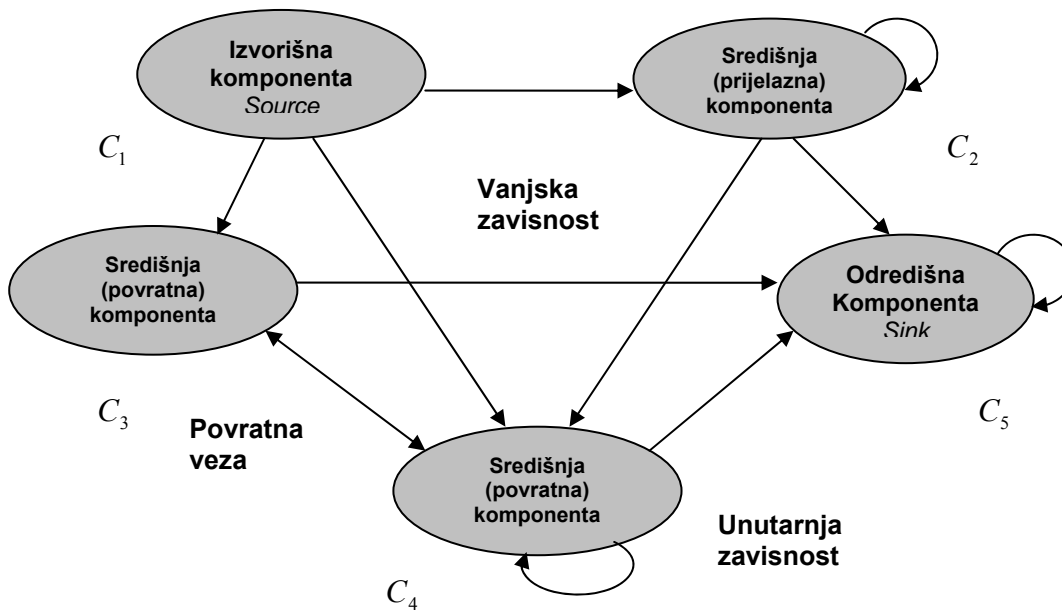 Izvorišna
komponenta
Source
C1
Središnja
(prijelazna)
komponenta
C2
Vanjska
zavisnost
Središnja
(povratna)
komponenta
C3
Odredišna
Komponenta
Sink
C5
Povratna
veza
Središnja
(povratna)
komponenta
C4
Unutarnja
zavisnost